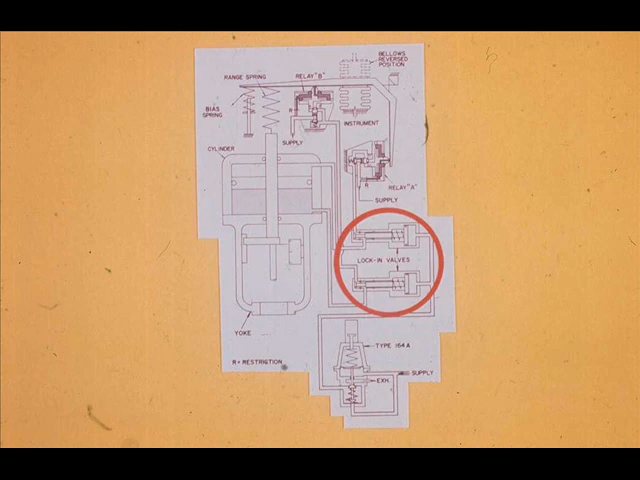 BELLOWS
REVERSED
POSITION
RANGE SPRING
RELAY "B"
BIAS
SPRING
R
INSTRUMENT
SUPPLY
CYLINDER
R
RELAY "A"
SUPPLY
LOCK-IN VALVES
YOKE
TYPE 164 A
R = RESTRICTION
SUPPLY
EXH.